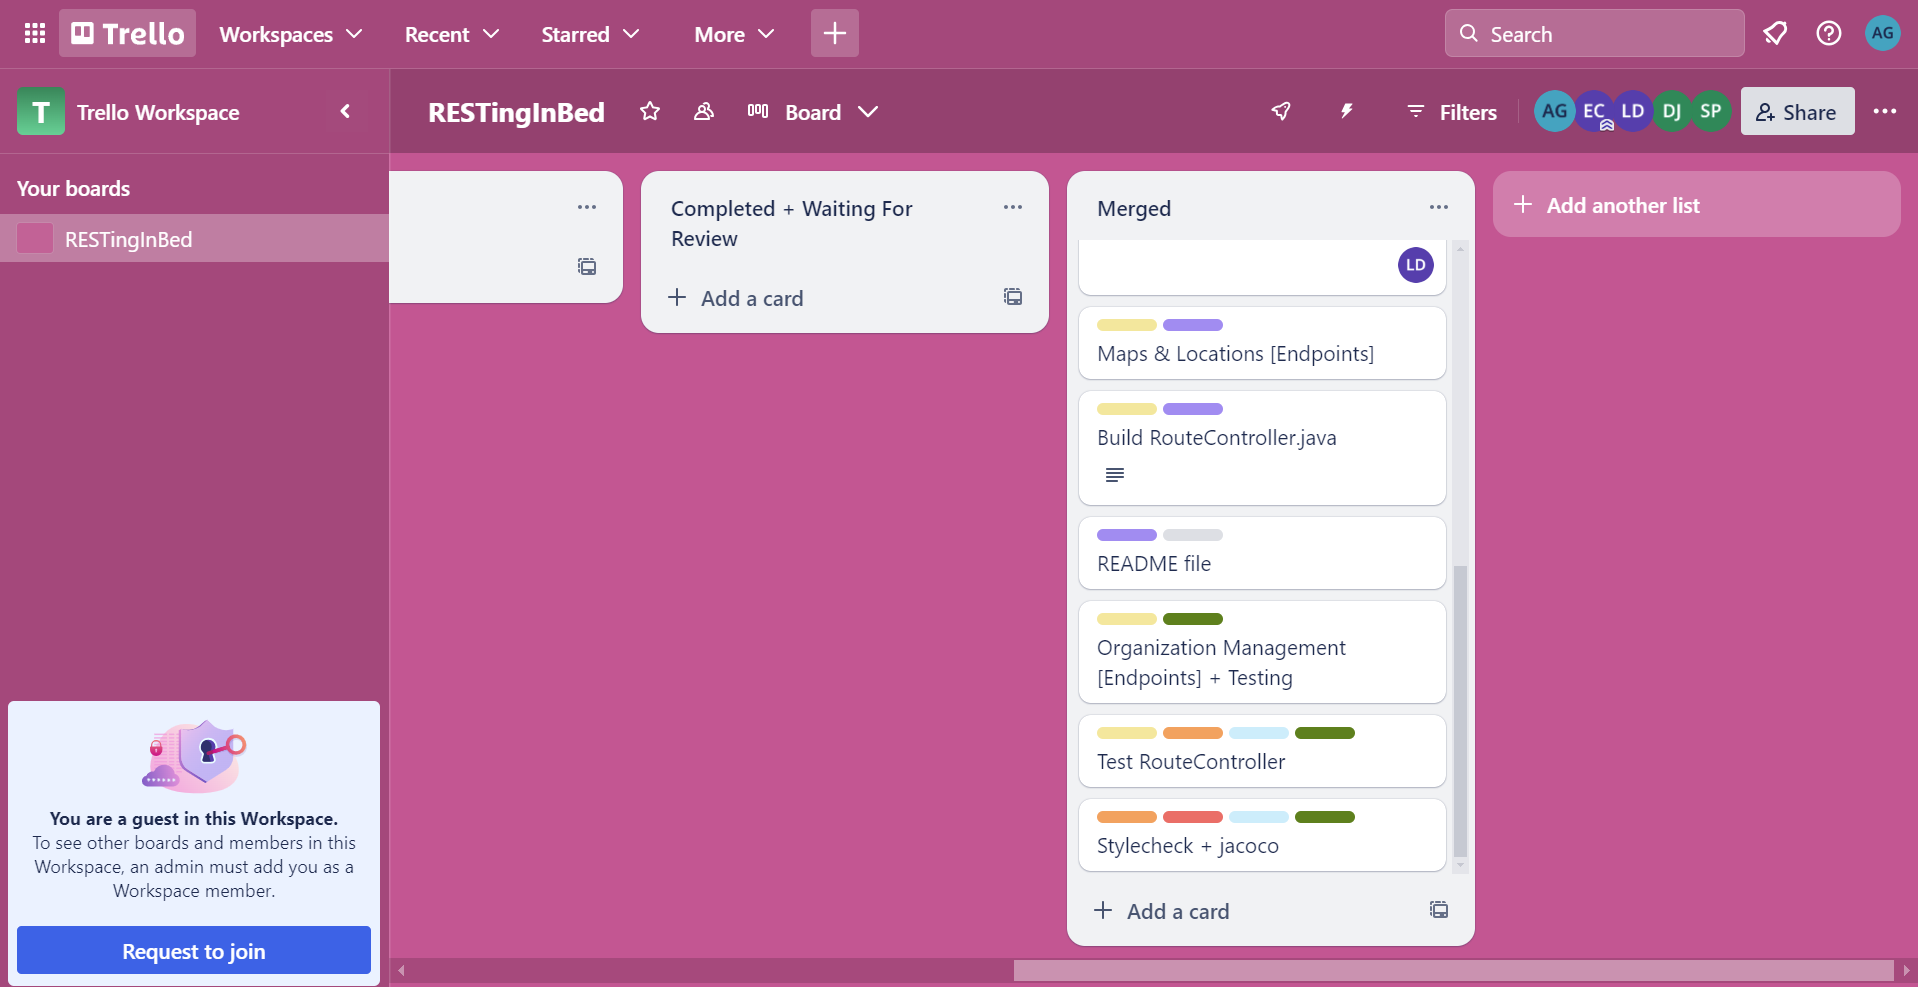 Trello
Workspaces
Recent
Starred
More
Search
AG
T
Trello Workspace
RESTingInBed
Board
Filters
AG
EC
LD
DJ
SP
Share
Your boards
RESTingInBed
Completed + Waiting For
Review
Add a card
Merged
LD
Maps & Locations [Endpoints]
Build RouteController.java
README file
Organization Management
[Endpoints] + Testing
Test RouteController
Stylecheck + jacoco
Add a card
Add another list
You are a guest in this Workspace.
To see other boards and members in this
Workspace, an admin must add you as a
Workspace member.
Request to join